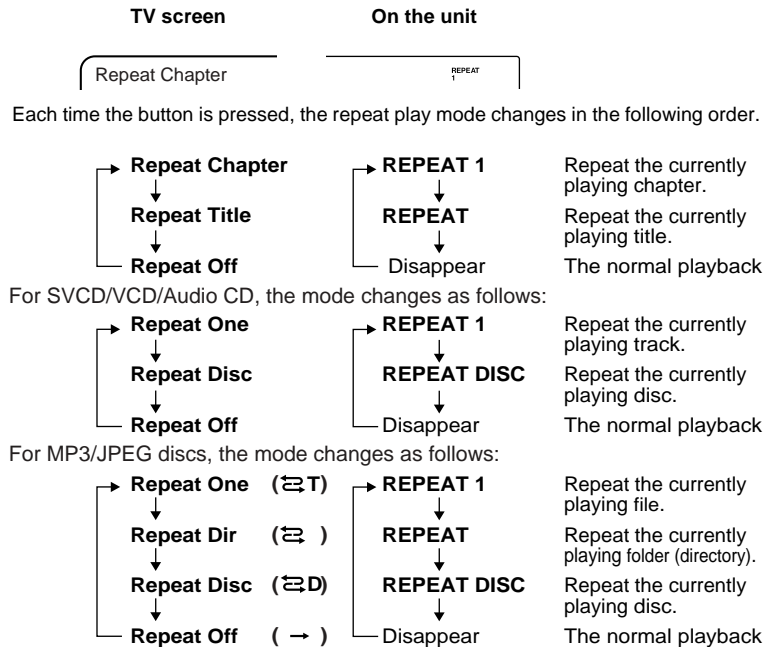 TV screen On the unit
Repeat Chapter REPEAT
1
Each time the button is pressed, the repeat play mode changes in the following order.
Repeat Chapter REPEAT 1 Repeat the currently
playing chapter.
Repeat Title REPEAT Repeat the currently
playing title.
Repeat Off Disappear The normal playback
For SVCD/VCD/Audio CD, the mode changes as follows:
Repeat One REPEAT 1 Repeat the currently
playing track.
Repeat Disc REPEAT DISC Repeat the currently
playing disc.
Repeat Off Disappear The normal playback
For MP3/JPEG discs, the mode changes as follows:
Repeat One (T) REPEAT 1 Repeat the currently
playing file.
Repeat Dir ( ) REPEAT Repeat the currently
playing folder (directory).
Repeat Disc (D) REPEAT DISC Repeat the currently
playing disc.
Repeat Off (→) Disappear The normal playback